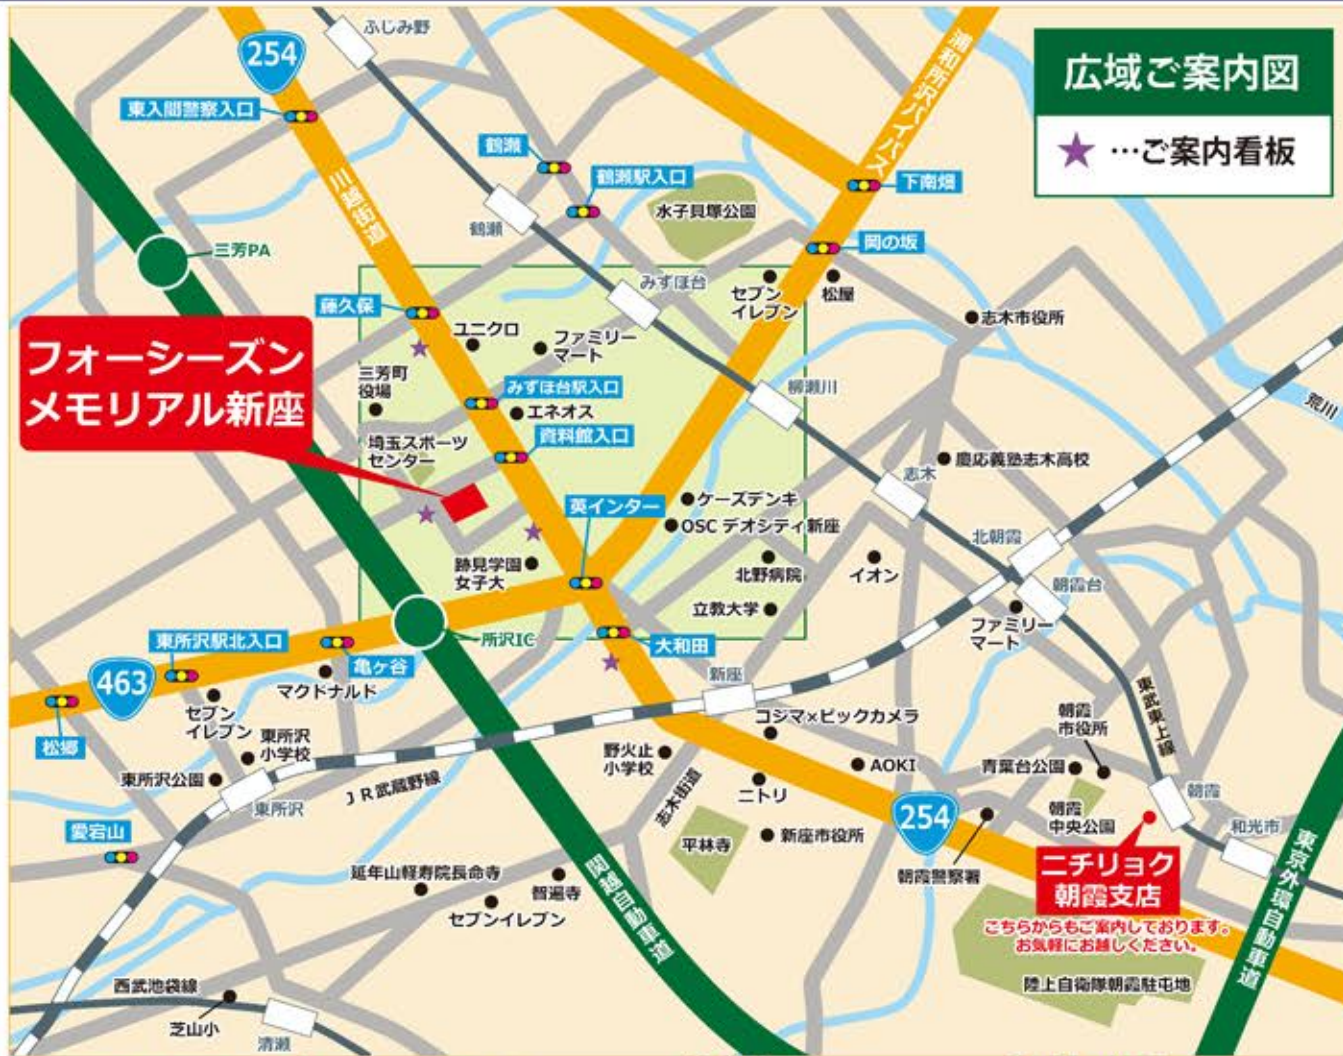 広域ご案内図
★…ご案内看板
254
ふじみ野
東入間警察入口
鶴瀬
鶴瀬駅入口
浦和所沢バイパス
下南畑
水子貝塚公園
川越街道
鶴瀬
岡の坂
三芳PA
みずほ台
セブン
イレブン
松屋
藤久保
志木市役所
ユニクロ
ファミリー
マート
フォーシーズン
メモリアル新座
三芳町
役場
みずほ台駅入口
柳瀬川
エネオス
荒川
資料館入口
埼玉スポーツ
センター
慶応義塾志木高校
志木
英インター
ケーズデンキ
OSC デオシティ新座
北朝霞
跡見学園
女子大
北野病院
イオン
朝霞台
立教大学
ファミリー
マート
東所沢駅北入口
所沢IC
大和田
亀ヶ谷
新座
463
マクドナルド
東武東上線
セブン
イレブン
コジマ×ビックカメラ
朝霞
市役所
松郷
東所沢
小学校
野火止
小学校
AOKI
青葉台公園
東所沢公園
JR武蔵野線
志木街道
ニトリ
朝霞
東所沢
朝霞
中央公園
254
和光市
愛宕山
平林寺
新座市役所
東京外環自動車道
延年山軽寿院長命寺
智遍寺
関越自動車道
朝霞警察署
ニチリョク
朝霞支店
セブンイレブン
こちらからもご案内しております。
お気軽にお越しください。
西武池袋線
陸上自衛隊朝霞駐屯地
芝山小
清瀬